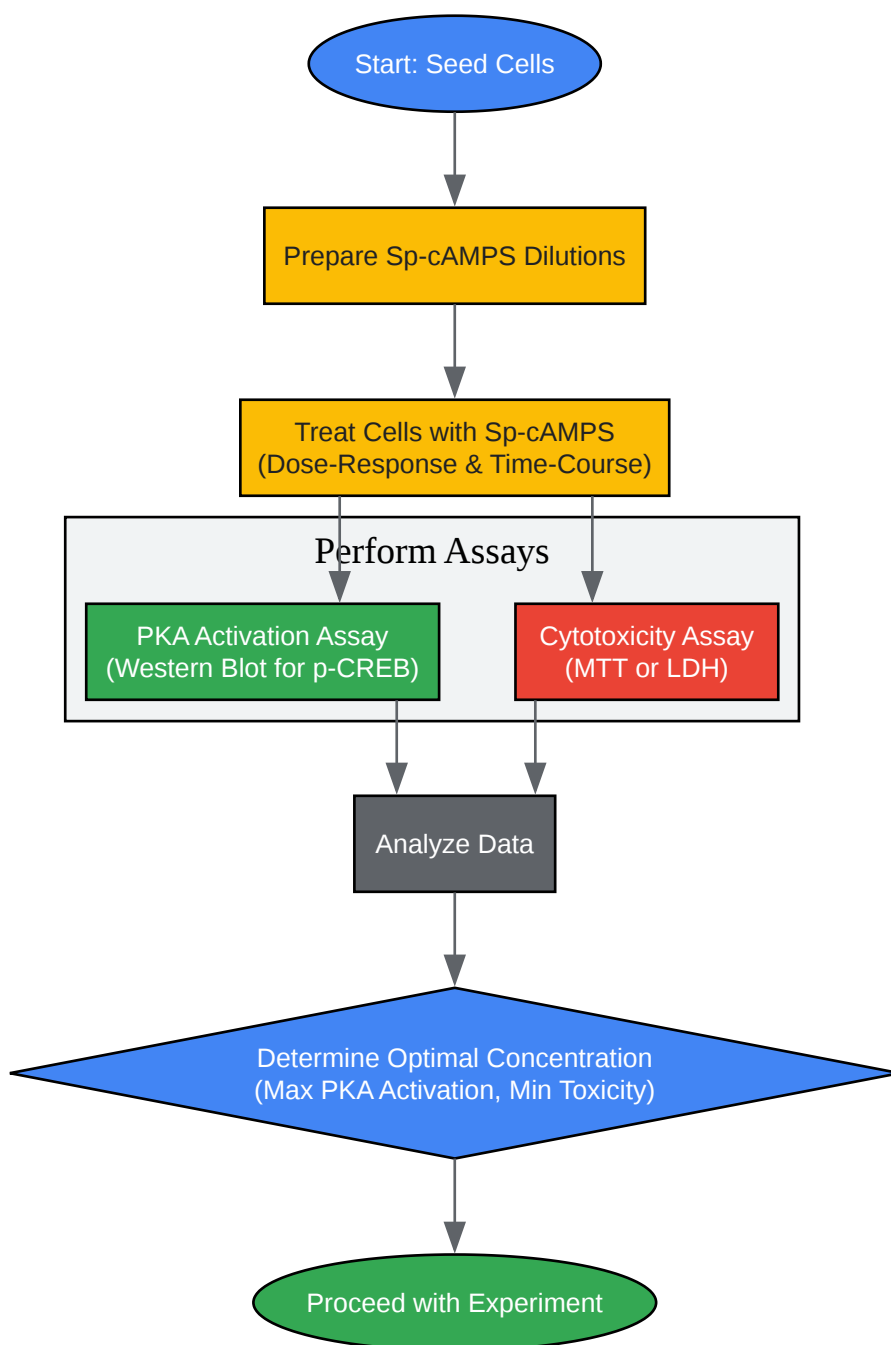 Start: Seed Cells
Prepare Sp-cAMPS Dilutions
Treat Cells with Sp-cAMPS
(Dose-Response & Time-Course)
Perform Assays
PKA Activation Assay
(Western Blot for p-CREB)
Cytotoxicity Assay
(MTT or LDH)
Analyze Data
Determine Optimal Concentration
(Max PKA Activation, Min Toxicity)
Proceed with Experiment